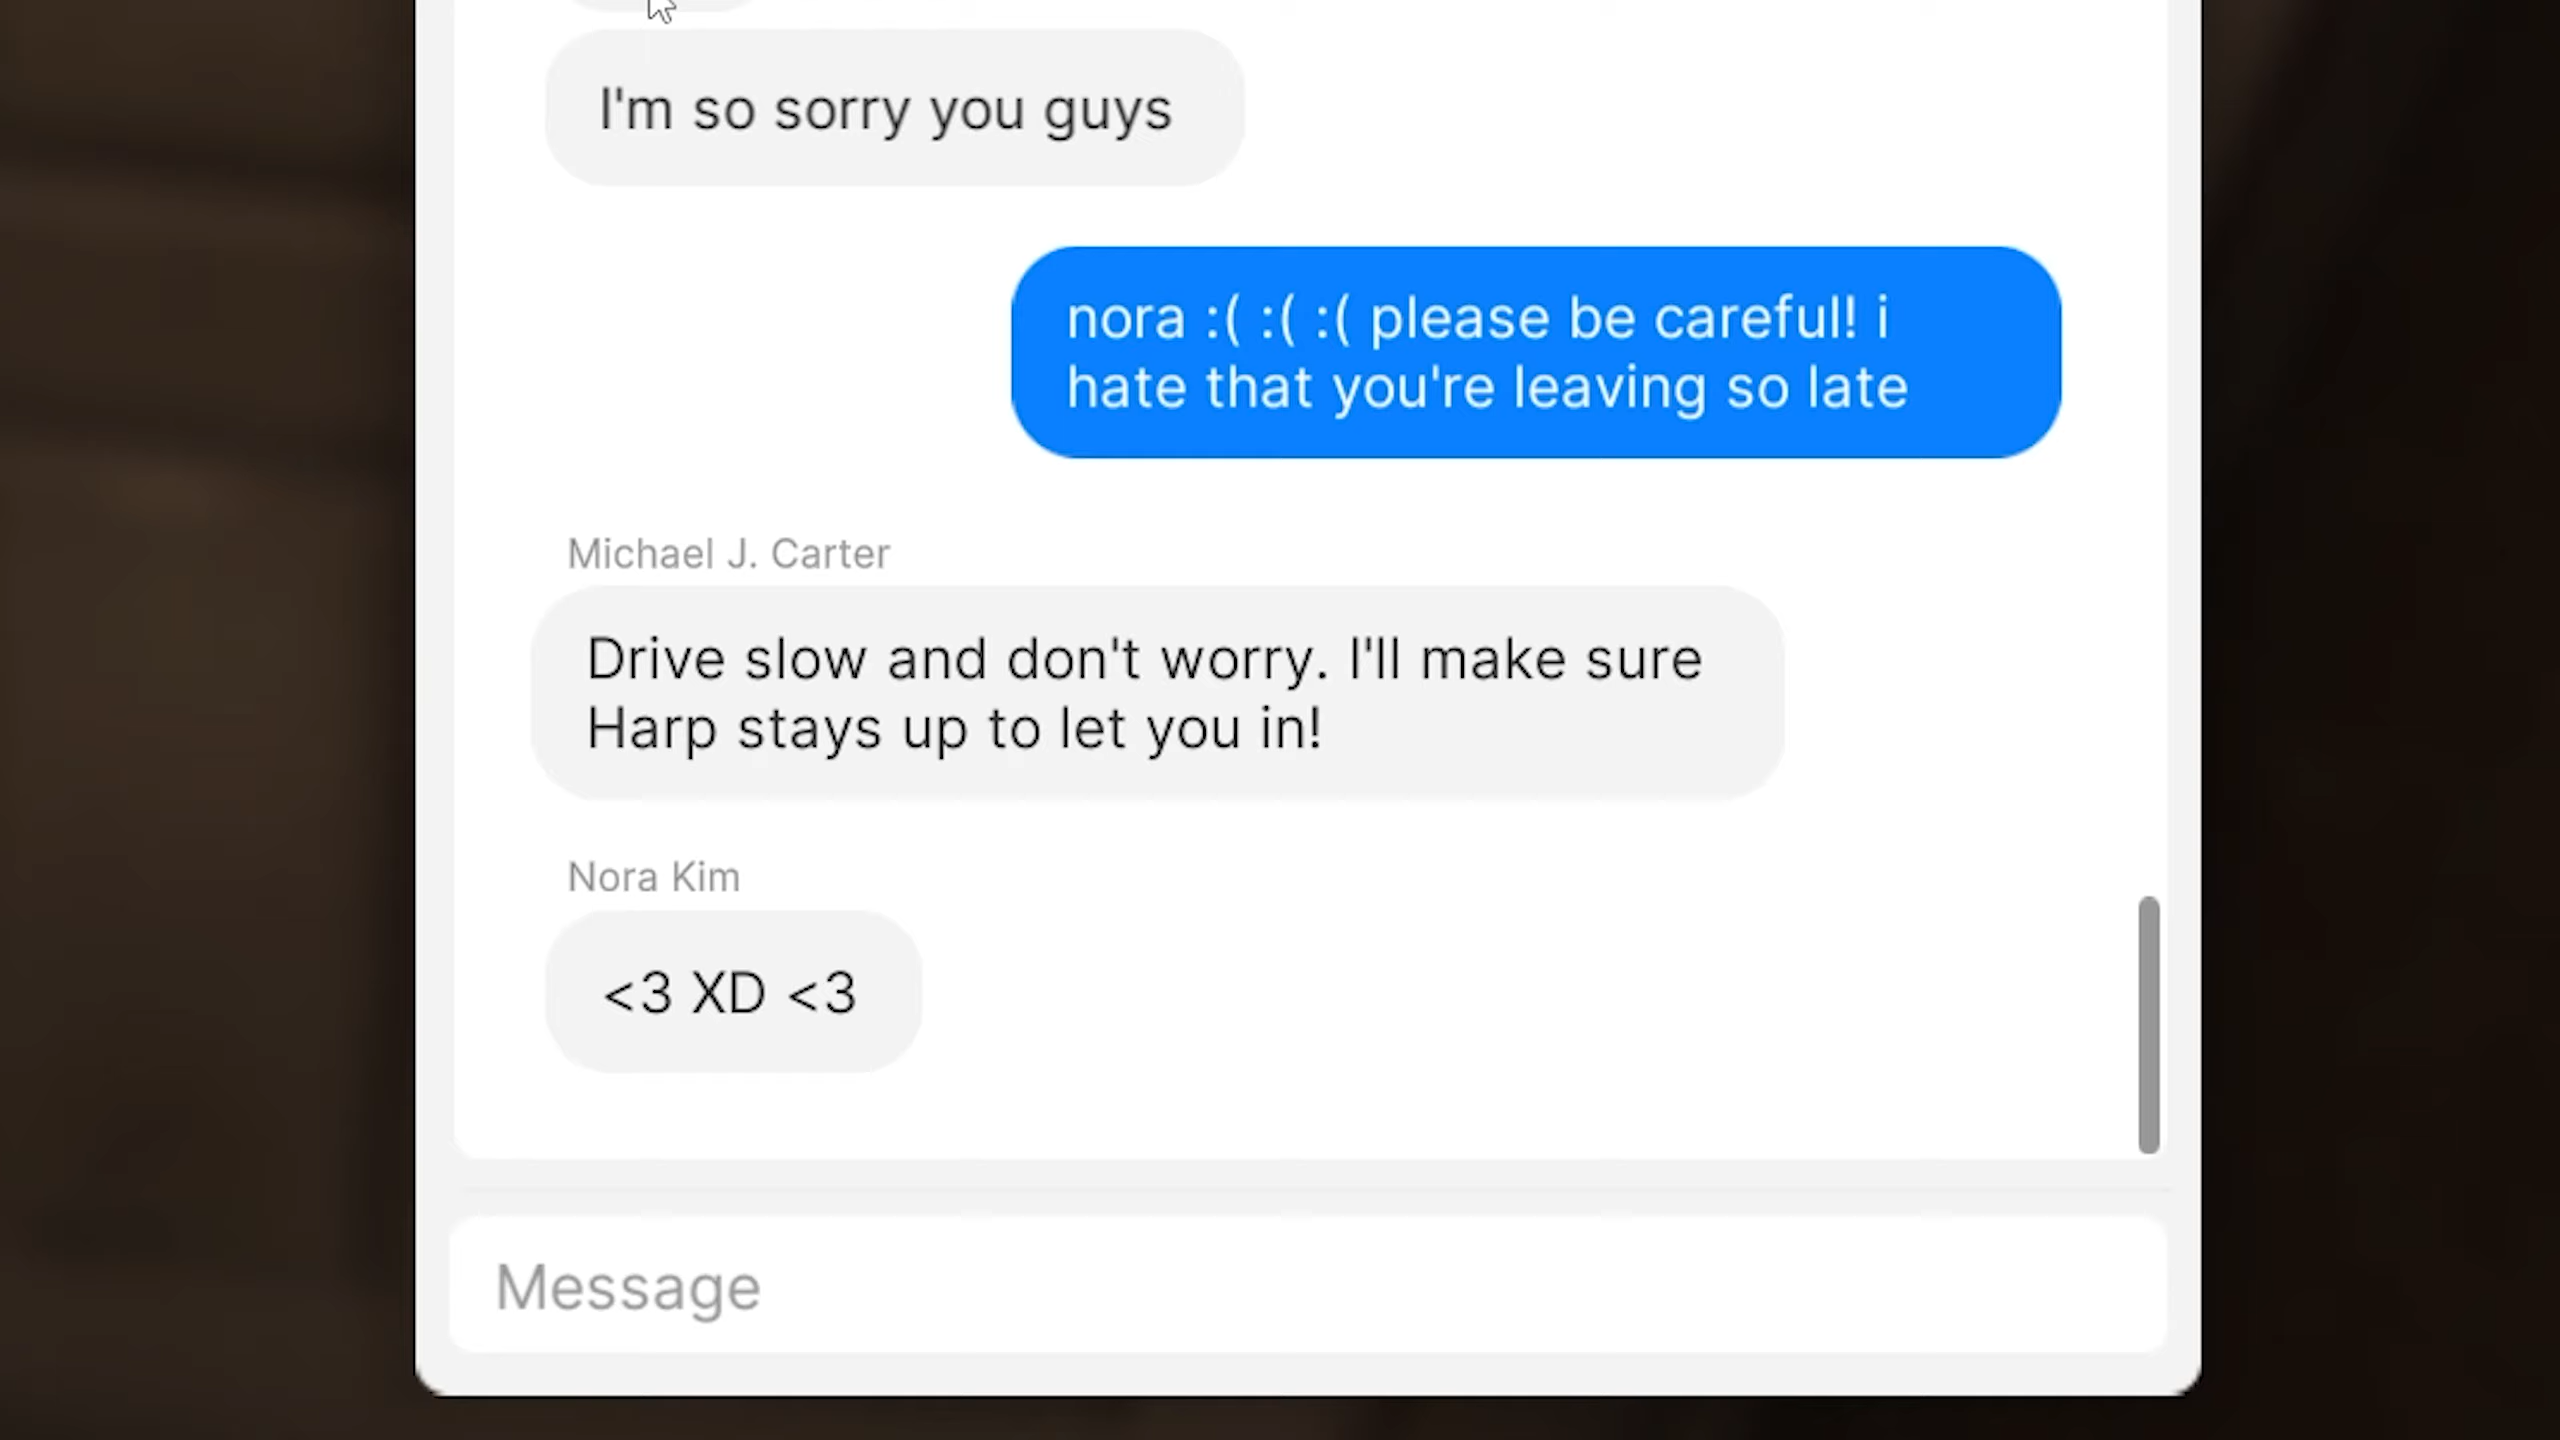 I'm so sorry you guys
nora :( :( :( please be careful! i
hate that you're leaving so late
Michael J. Carter
Drive slow and don't worry. I'll make sure
Harp stays up to let you in!
Nora Kim
<3 XD <3
Message